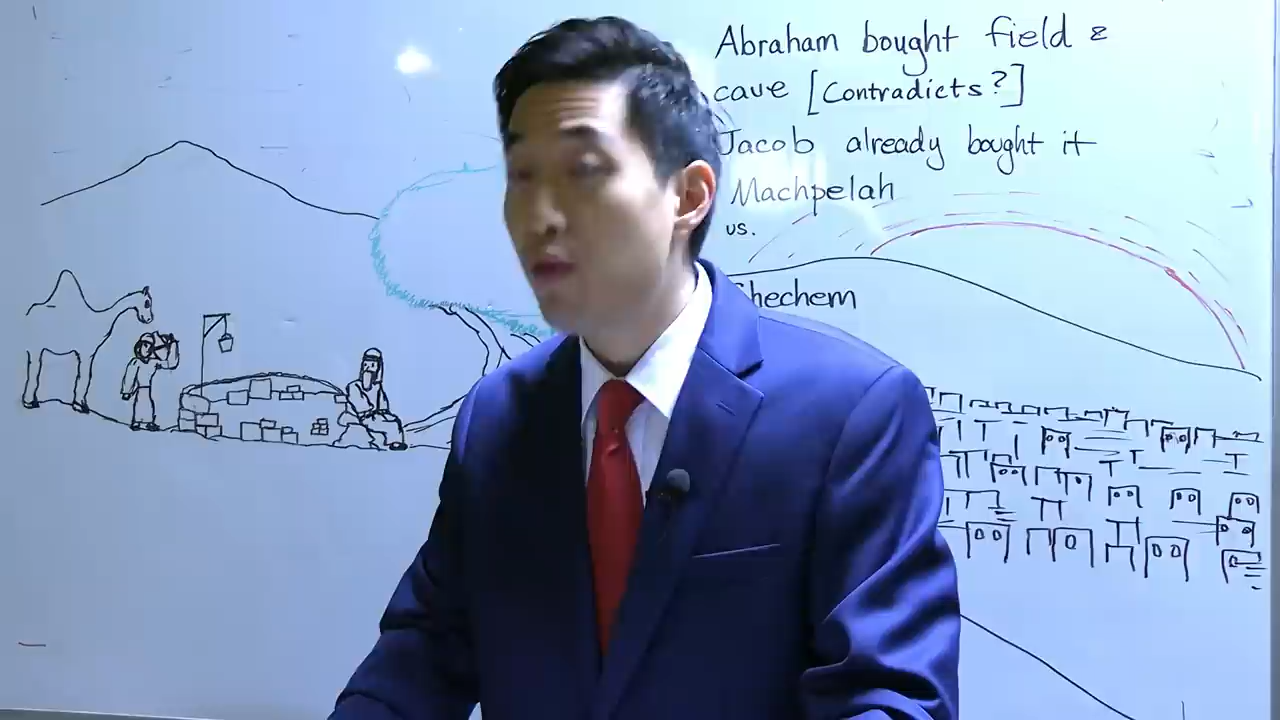 Abraham bought field &
cave [Contradicts?]
Jacob already bought it
Machpelah
vs.
Shechem